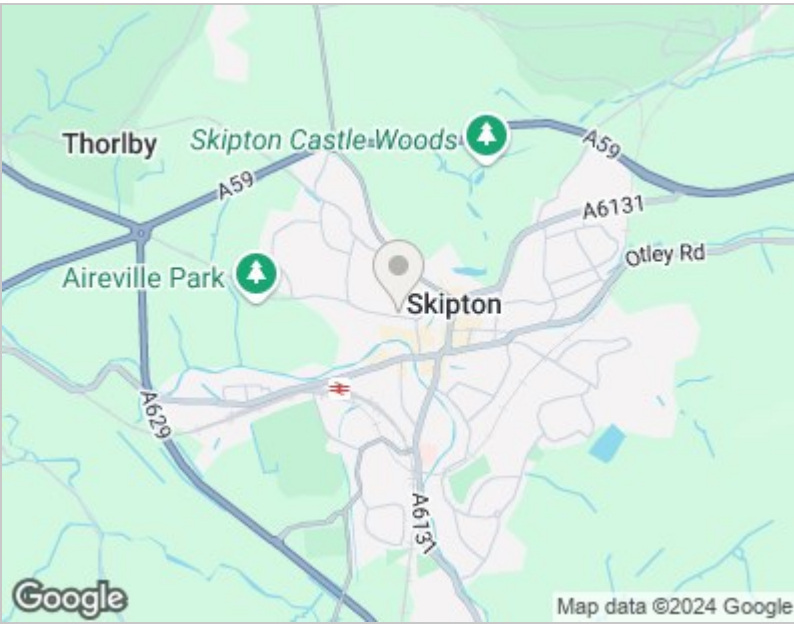 Thorlby
Skipton Castle Woods
A59
A59
A6131
Otley Rd
Aireville Park
Skipton
A629
A6131
Google
Map data ©2024 Google